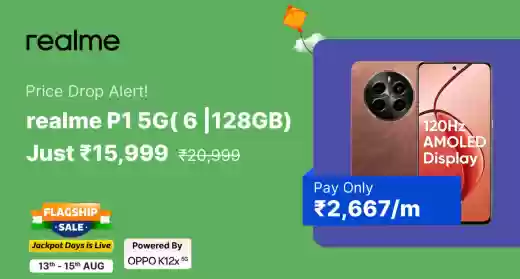 realme
Price Drop Alert!
realme P1 5G( 6 |128GB)
Just ₹15,999 ₹20,999
120Hz
AMOLED
Display
Pay Only
₹2,667/m
FLAGSHIP
SALE
Jackpot Days is Live
13th - 15th AUG
Powered By
OPPO K12x 5G